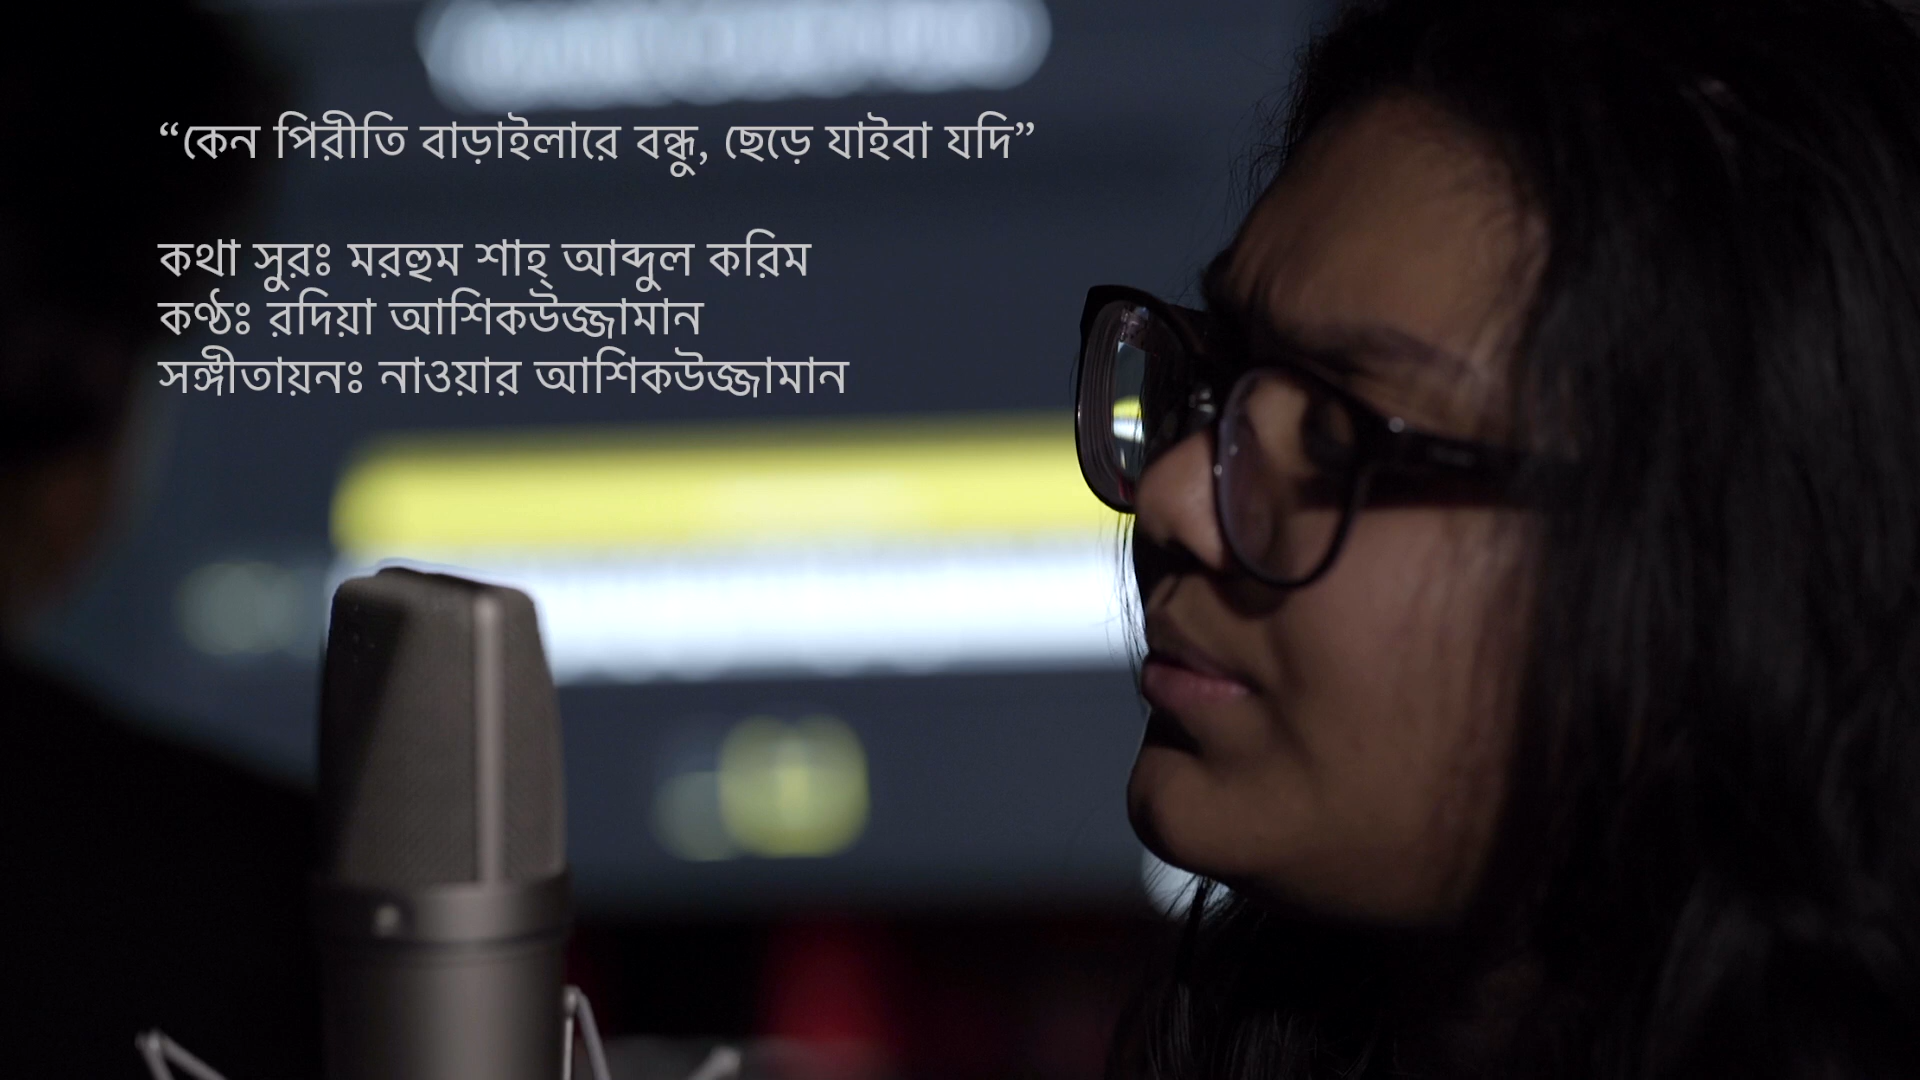 “কেন পিরীতি বাড়াইলারে বন্ধু, ছেড়ে যাইবা যদি”
কথা সুরঃ মরহুম শাহ্ আব্দুল করিম
কণ্ঠঃ রদিয়া আশিকউজ্জামান
সঙ্গীতায়নঃ নাওয়ার আশিকউজ্জামান